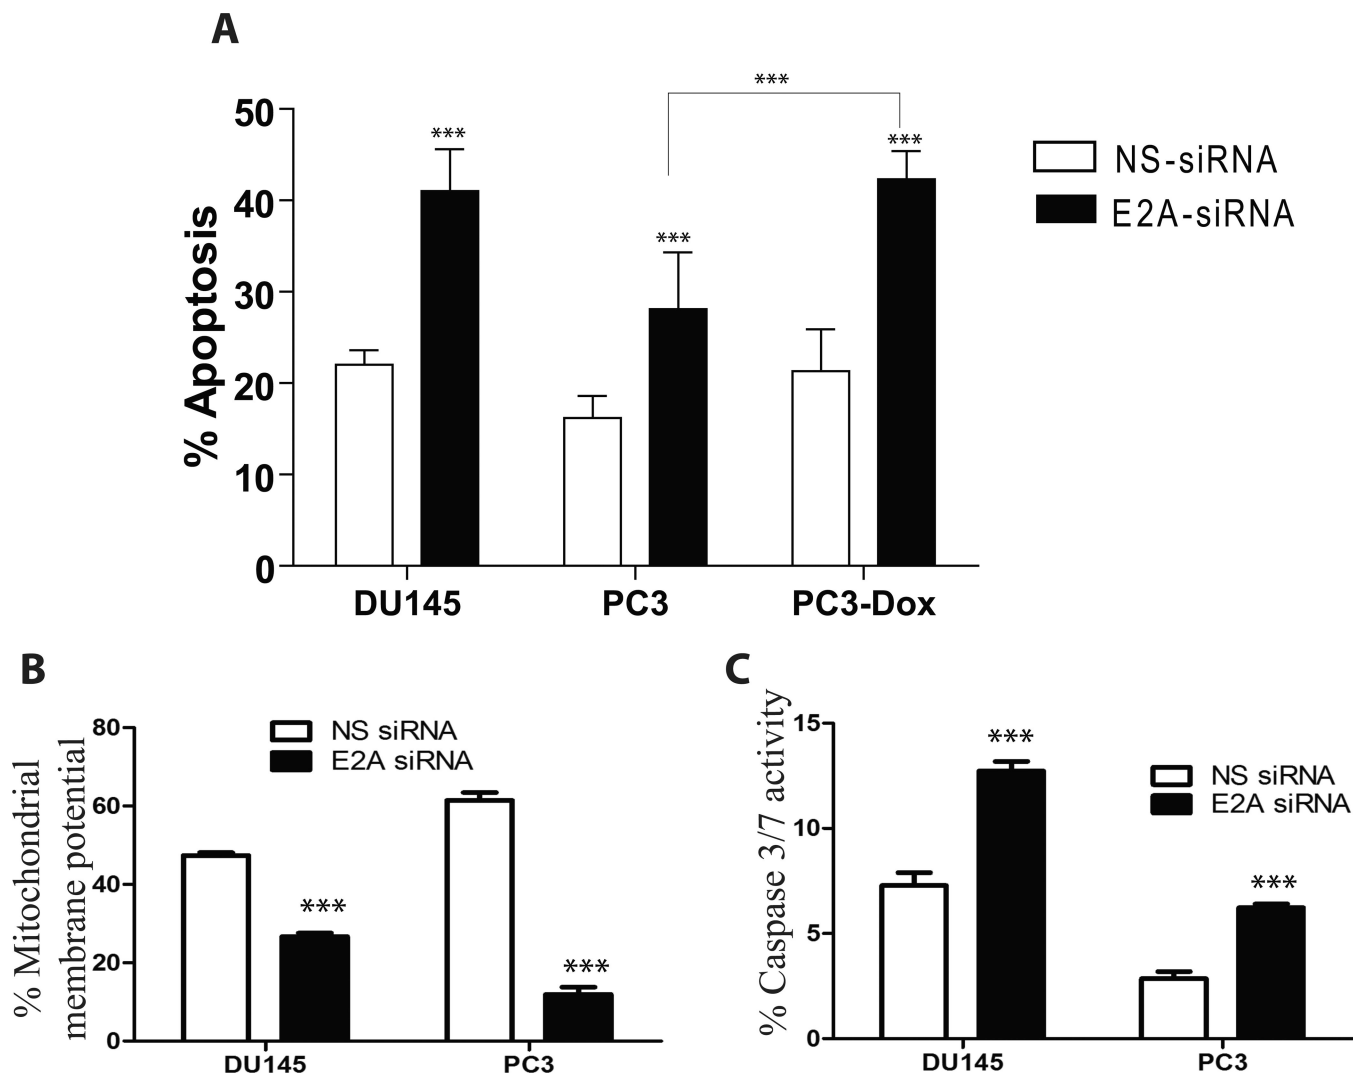 A
***
50
***
***
NS-siRNA
40
E2A-siRNA
% Apoptosis
***
30
20
10
0
DU145
PC3
PC3-Dox
B
% Mitochondrial
membrane potential
80
NS siRNA
E2A siRNA
60
40
***
20
***
0
DU145
PC3
C
% Caspase 3/7 activity
15
***
NS siRNA
E2A siRNA
10
***
5
0
DU145
PC3